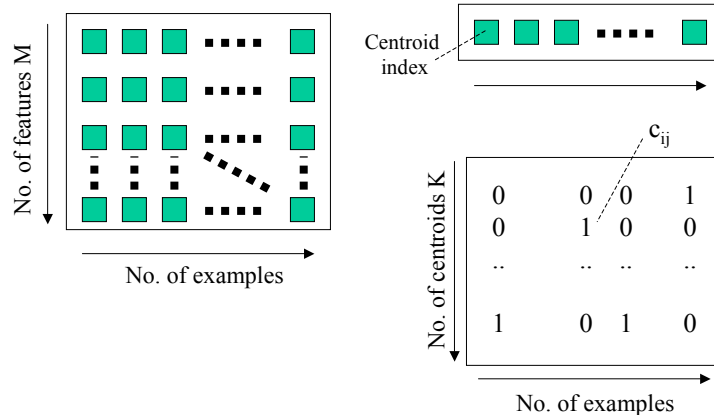 No. of features M
No. of examples
Centroid
index
c_ij
No. of centroids K
0 0 0 1
0 1 0 0
.. .. .. ..
1 0 1 0
No. of examples